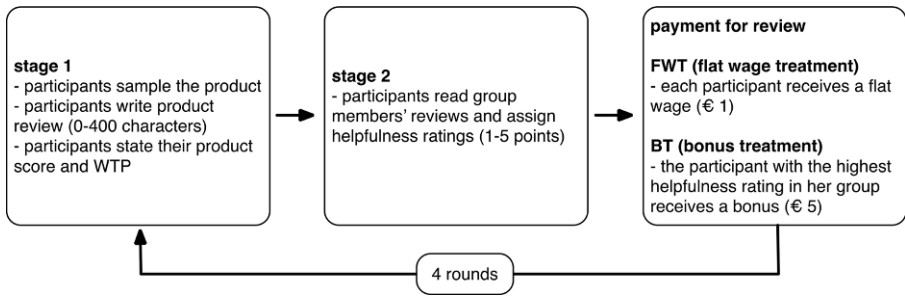 stage 1
- participants sample the product
- participants write product
review (0-400 characters)
- participants state their product
score and WTP
stage 2
- participants read group
members' reviews and assign
helpfulness ratings (1-5 points)
payment for review
FWT (flat wage treatment)
- each participant receives a flat
wage (€ 1)
BT (bonus treatment)
- the participant with the highest
helpfulness rating in her group
receives a bonus (€ 5)
4 rounds